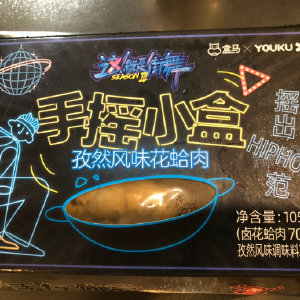 这！就是街舞
SEASON III
盒马 × YOUKU
手摇小盒
孜然风味花蛤肉
摇出
HIPHO
范
净含量：105
(卤花蛤肉70
孜然风味调味料